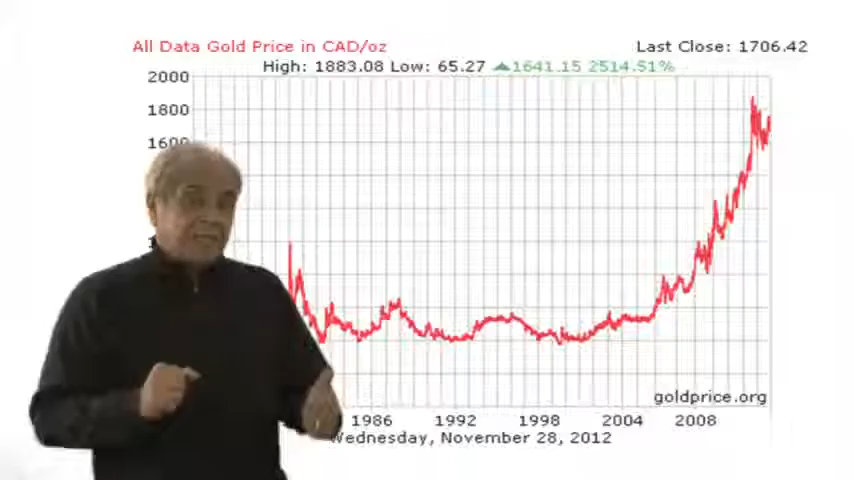 All Data Gold Price in CAD/oz Last Close: 1706.42
High: 1883.08 Low: 65.27 1641.15 2514.51%
2000
1800
1600
goldprice.org
1986 1992 1998 2004 2008
Wednesday, November 28, 2012